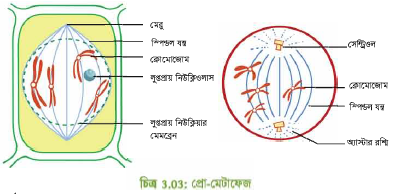 মেরু
স্পিন্ডল যন্ত্র
ক্রোমোজোম
লুপ্তপ্রায় নিউক্লিওলাস
লুপ্তপ্রায় নিউক্লিয়ার
মেমব্রেন
সেন্ট্রিওল
ক্রোমোজোম
স্পিন্ডল যন্ত্র
অ্যাস্টার রশ্মি
চিত্র 3.03: প্রো-মেটাফেজ